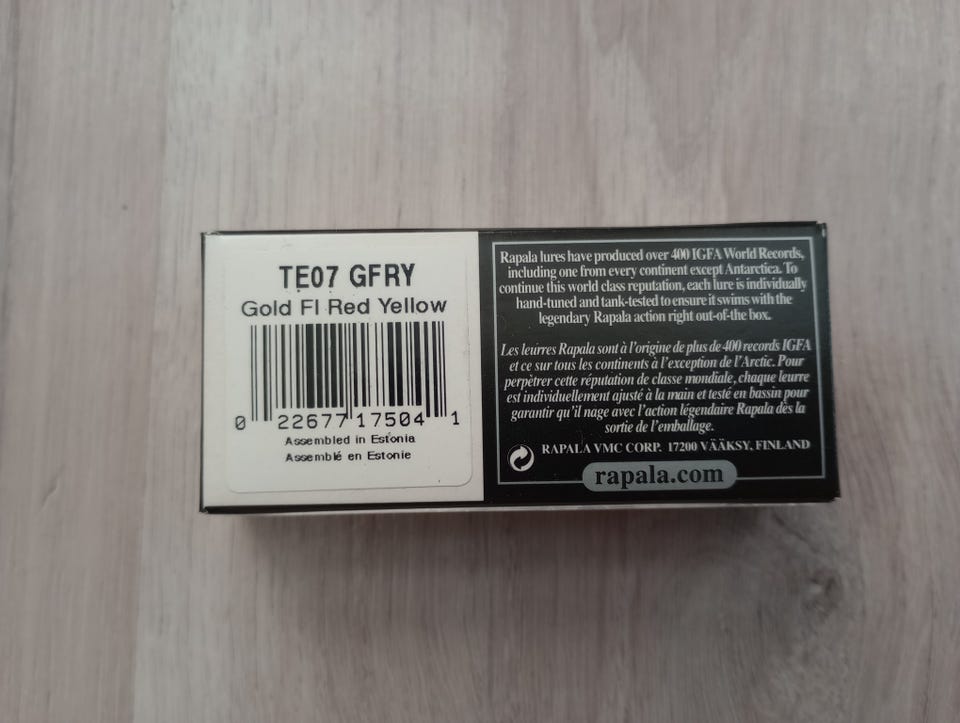 TE07 GFRY
Gold Fl Red Yellow
0 22677 17504 1
Assembled in Estonia
Assemblé en Estonie
Rapala lures have produced over 400 IGFA World Records,
including one from every continent except Antarctica. To
continue this world class reputation, each lure is individually
hand-tuned and tank-tested to ensure it swims with the
legendary Rapala action right out-of-the box.
Les leurres Rapala sont à l'origine de plus de 400 records IGFA
et ce sur tous les continents à l'exception de l'Arctic. Pour
perpètrer cette réputation de classe mondiale, chaque leurre
est individuellement ajusté à la main et testé en bassin pour
garantir qu'il nage avec l'action légendaire Rapala dès la
sortie de l'emballage.
RAPALA VMC CORP. 17200 VÄÄKSY, FINLAND
rapala.com